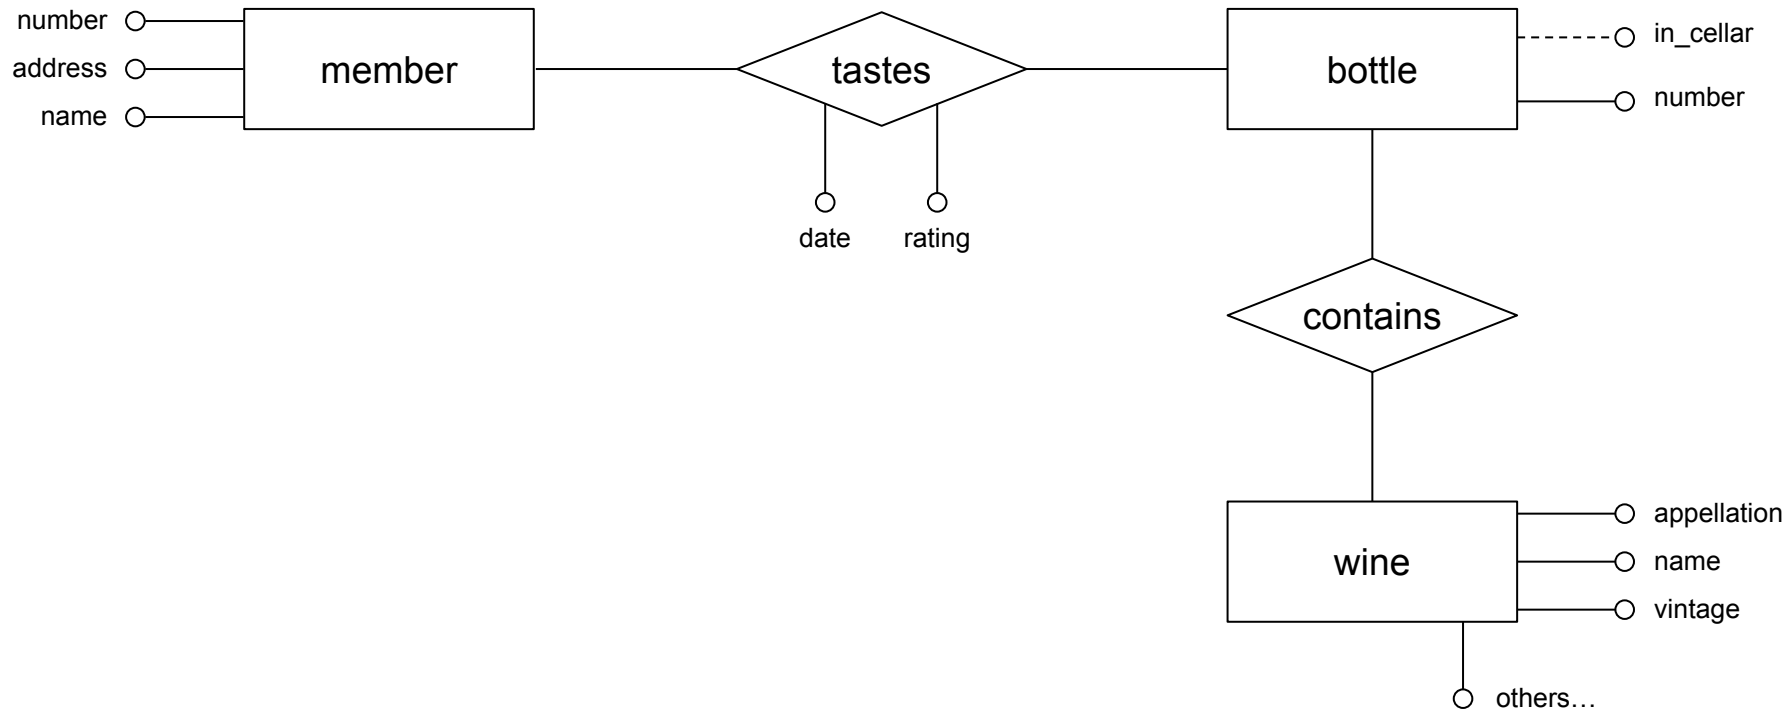 number
address
name
member
tastes
date
rating
bottle
in_cellar
number
contains
wine
appellation
name
vintage
others…